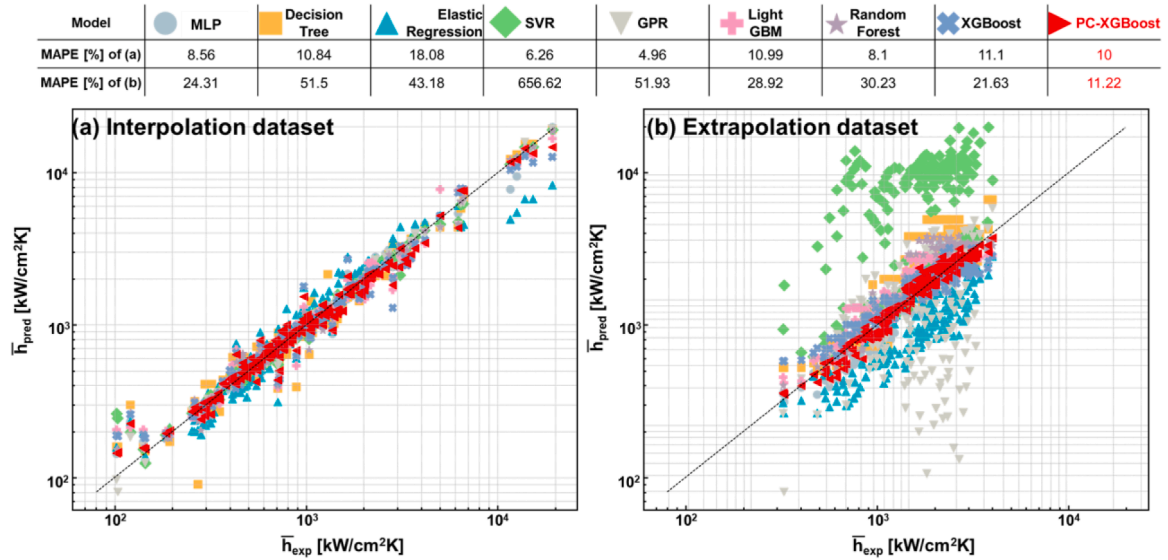 Model MLP Decision Tree Elastic Regression SVR GPR Light GBM Random Forest XGBoost PC-XGBoost
MAPE [%] of (a) 8.56 10.84 18.08 6.26 4.96 10.99 8.1 11.1 10
MAPE [%] of (b) 24.31 51.5 43.18 656.62 51.93 28.92 30.23 21.63 11.22
(a) Interpolation dataset
10⁴
10³
10²
h̅pred [kW/cm²K]
10² 10³ 10⁴
h̅exp [kW/cm²K]
(b) Extrapolation dataset
10⁴
10³
10²
h̅pred [kW/cm²K]
10² 10³ 10⁴
h̅exp [kW/cm²K]